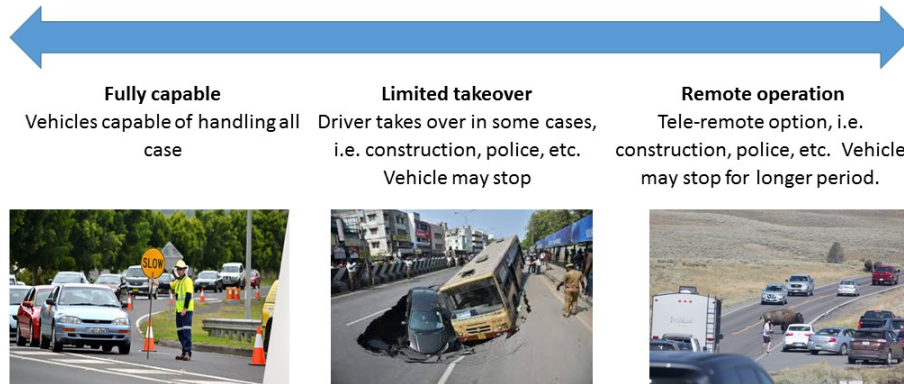 Fully capable
Vehicles capable of handling all
case
Limited takeover
Driver takes over in some cases,
i.e. construction, police, etc.
Vehicle may stop
Remote operation
Tele-remote option, i.e.
construction, police, etc. Vehicle
may stop for longer period.
SLOW